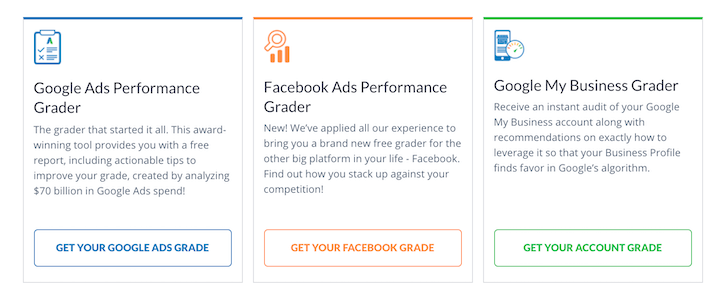 Google Ads Performance
Grader
The grader that started it all. This award-
winning tool provides you with a free
report, including actionable tips to
improve your grade, created by analyzing
$70 billion in Google Ads spend!
GET YOUR GOOGLE ADS GRADE
Facebook Ads Performance
Grader
New! We've applied all our experience to
bring you a brand new free grader for the
other big platform in your life - Facebook.
Find out how you stack up against your
competition!
GET YOUR FACEBOOK GRADE
Google My Business Grader
Receive an instant audit of your Google
My Business account along with
recommendations on exactly how to
leverage it so that your Business Profile
finds favor in Google's algorithm.
GET YOUR ACCOUNT GRADE